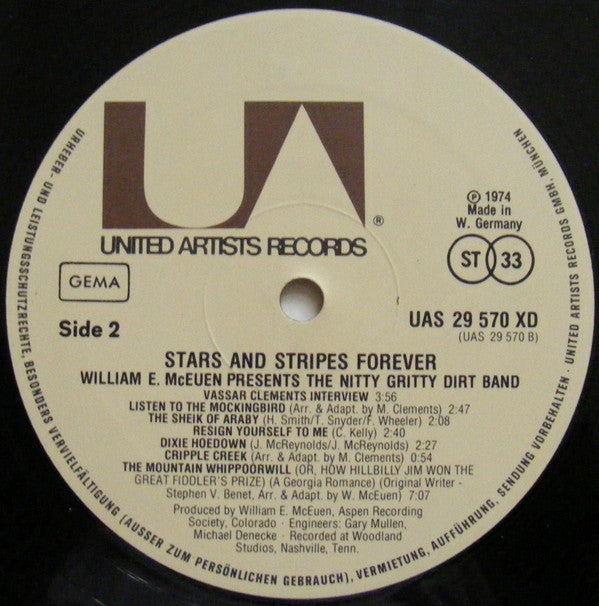 UA
®
UNITED ARTISTS RECORDS
℗ 1974
Made in
W. Germany
GEMA
ST 33
Side 2
UAS 29 570 XD
(UAS 29 570 B)
STARS AND STRIPES FOREVER
WILLIAM E. McEUEN PRESENTS THE NITTY GRITTY DIRT BAND
VASSAR CLEMENTS INTERVIEW 3:56
LISTEN TO THE MOCKINGBIRD (Arr. & Adapt. by M. Clements) 2:47
THE SHEIK OF ARABY (H. Smith/T. Snyder/F. Wheeler) 2:08
RESIGN YOURSELF TO ME (C. Kelly) 2:40
DIXIE HOEDOWN (J. McReynolds/J. McReynolds) 2:27
CRIPPLE CREEK (Arr. & Adapt. by M. Clements) 0:54
THE MOUNTAIN WHIPPOORWILL (OR, HOW HILLBILLY JIM WON THE
GREAT FIDDLER'S PRIZE) (A Georgia Romance) (Original Writer -
Stephen V. Benet, Arr. & Adapt. by W. McEuen) 7:07
Produced by William E. McEuen, Aspen Recording
Society, Colorado · Engineers: Gary Mullen,
Michael Denecke · Recorded at Woodland
Studios, Nashville, Tenn.
URHEBER- UND LEISTUNGSSCHUTZRECHTE, BESONDERS VERVIELFÄLTIGUNG (AUSSER ZUM PERSÖNLICHEN GEBRAUCH), VERMIETUNG, AUFFÜHRUNG, SENDUNG VORBEHALTEN · UNITED ARTISTS RECORDS GMBH, MÜNCHEN